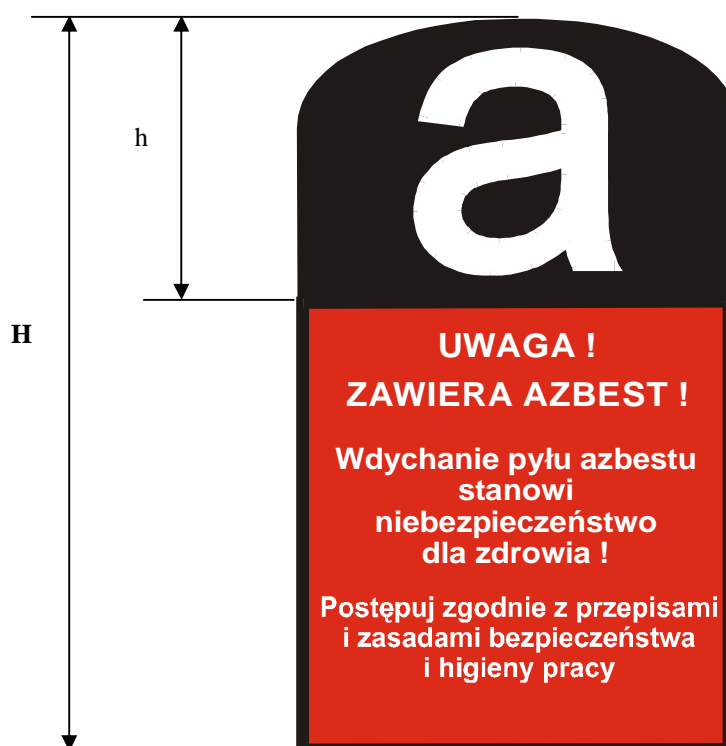 a
h
H
UWAGA !
ZAWIERA AZBEST !
Wdychanie pyłu azbestu
stanowi
niebezpieczeństwo
dla zdrowia !
Postępuj zgodnie z przepisami
i zasadami bezpieczeństwa
i higieny pracy